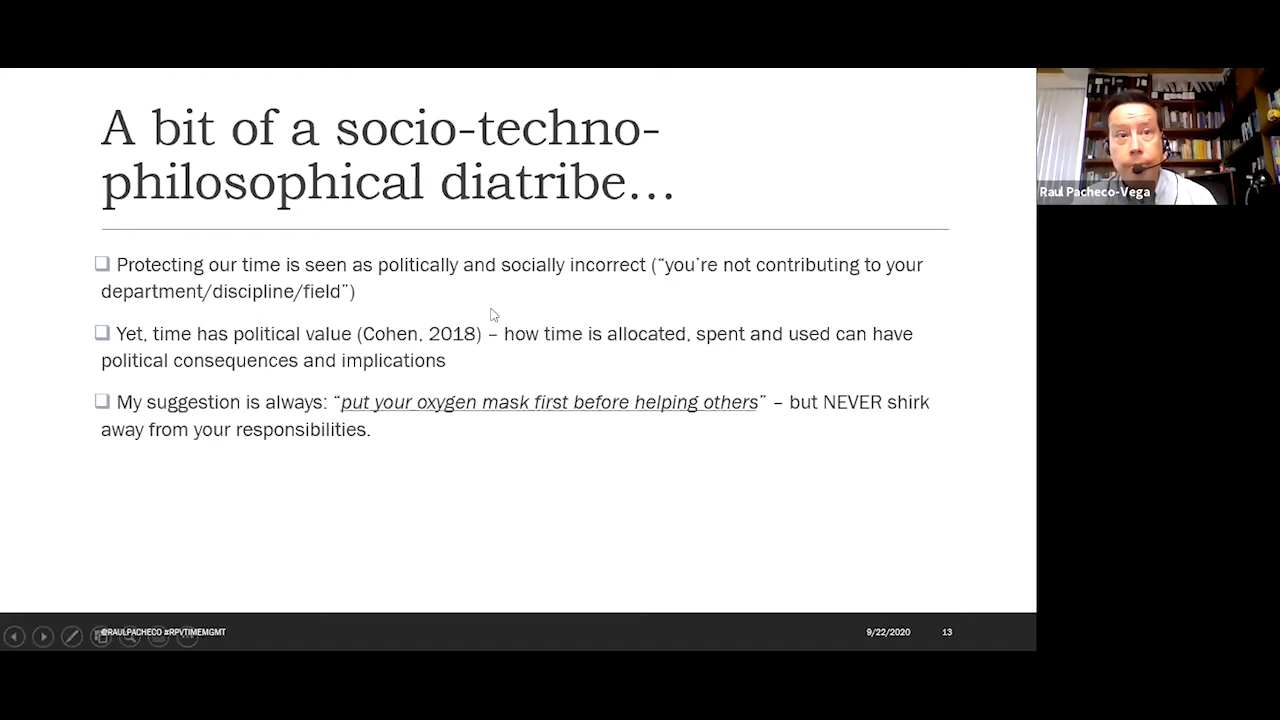 A bit of a socio-techno-
philosophical diatribe…
❑ Protecting our time is seen as politically and socially incorrect (“you’re not contributing to your
department/discipline/field”)
❑ Yet, time has political value (Cohen, 2018) – how time is allocated, spent and used can have
political consequences and implications
❑ My suggestion is always: “put your oxygen mask first before helping others” – but NEVER shirk
away from your responsibilities.
@RAULPACHECO #RPVTIMEMGMT
9/22/2020
13
Raul Pacheco-Vega